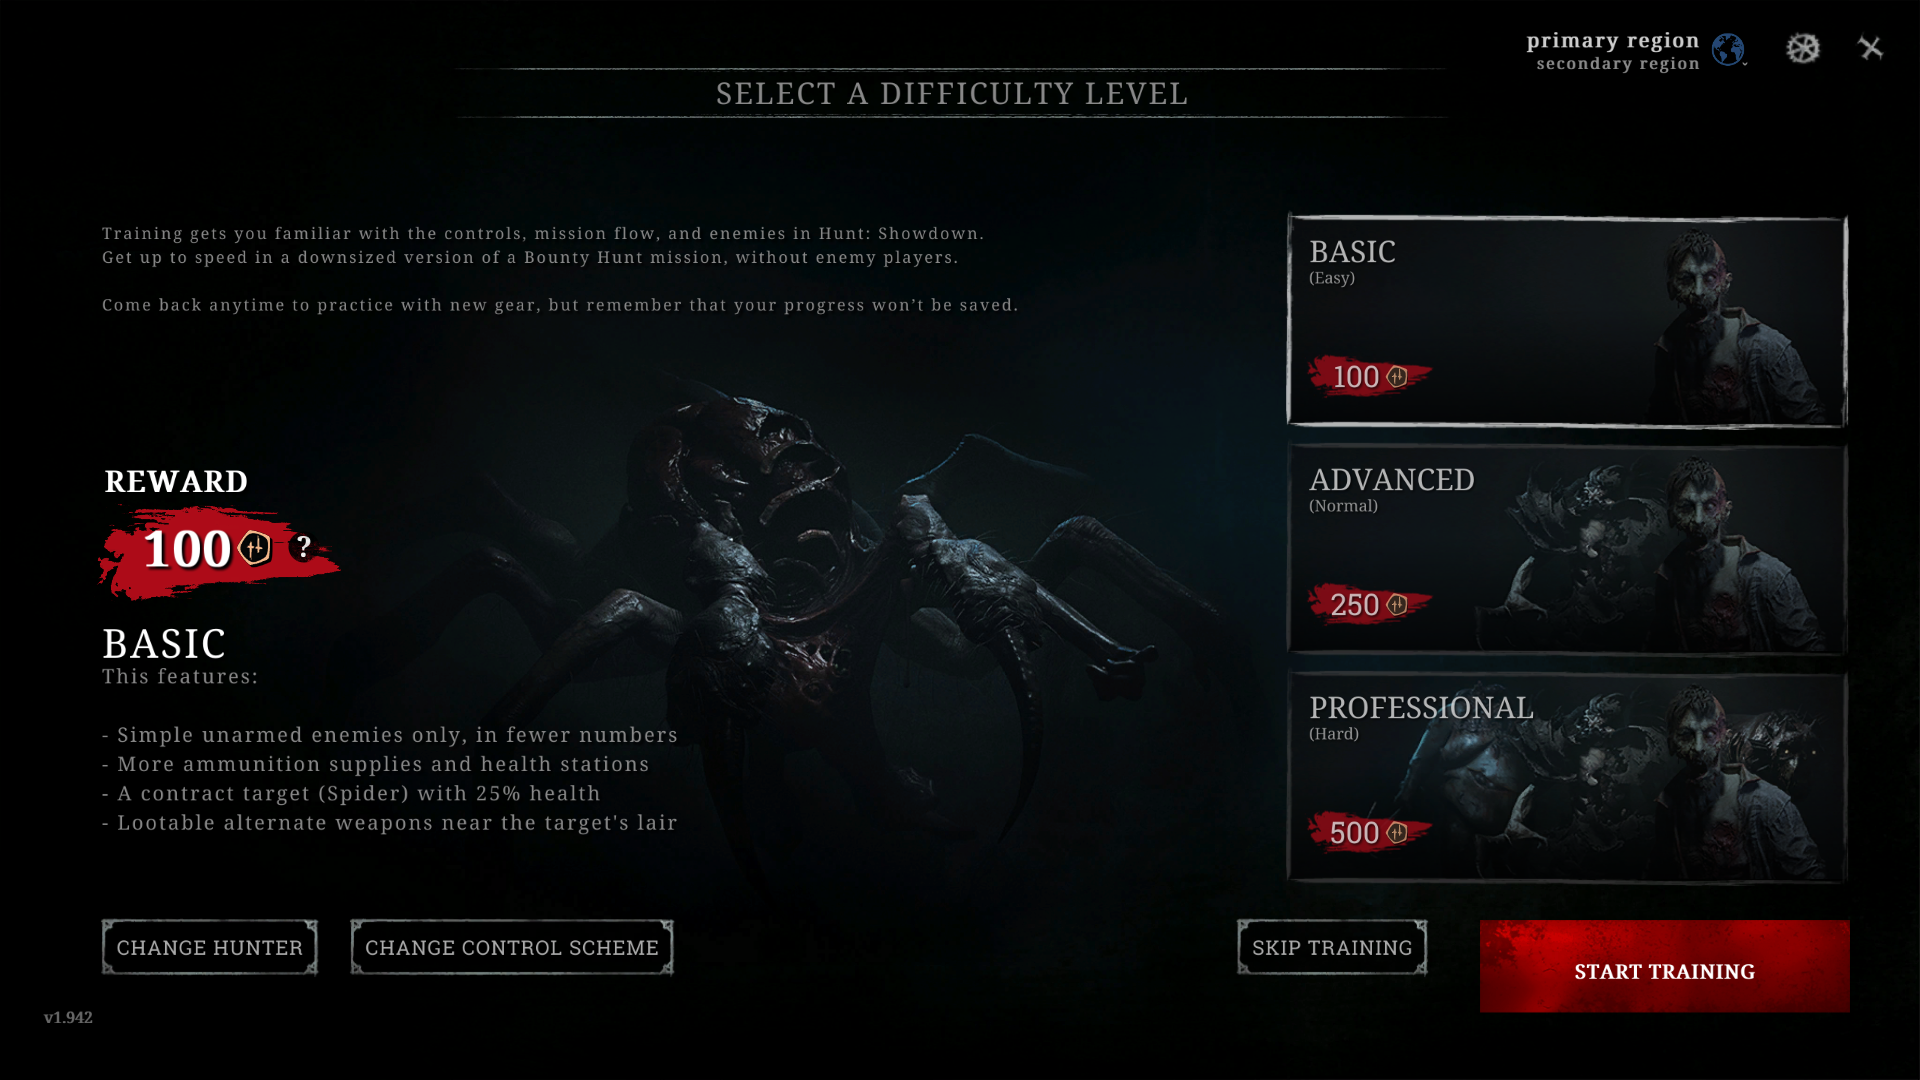 primary region
secondary region
SELECT A DIFFICULTY LEVEL
Training gets you familiar with the controls, mission flow, and enemies in Hunt: Showdown.
Get up to speed in a downsized version of a Bounty Hunt mission, without enemy players.
Come back anytime to practice with new gear, but remember that your progress won’t be saved.
REWARD
100 ?
BASIC
This features:
- Simple unarmed enemies only, in fewer numbers
- More ammunition supplies and health stations
- A contract target (Spider) with 25% health
- Lootable alternate weapons near the target's lair
BASIC
(Easy)
100
ADVANCED
(Normal)
250
PROFESSIONAL
(Hard)
500
CHANGE HUNTER
CHANGE CONTROL SCHEME
SKIP TRAINING
START TRAINING
v1.942